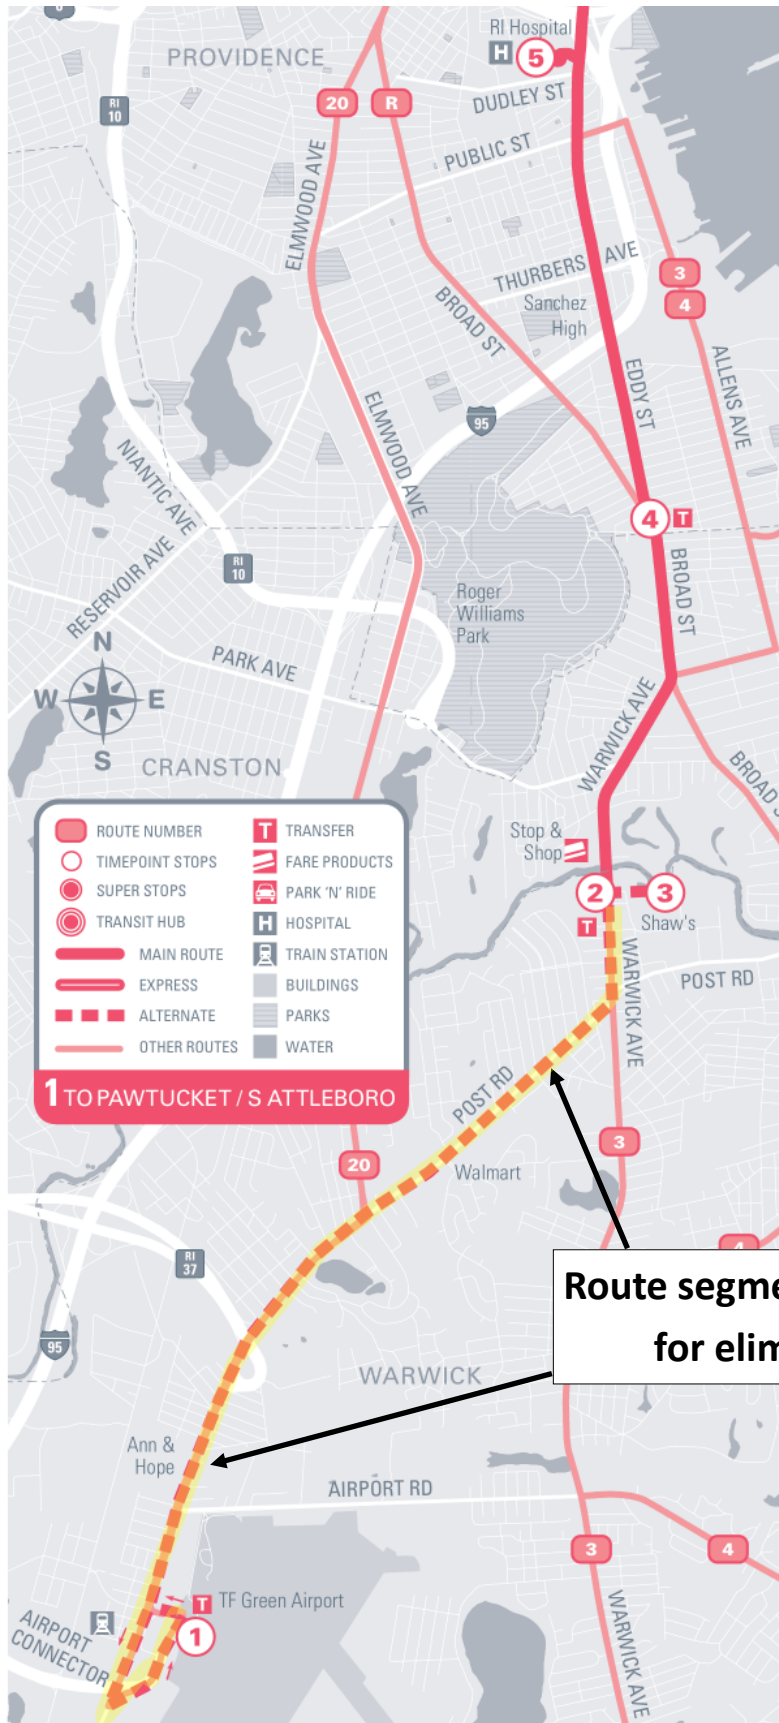 6
RI Hospital
H
5
PROVIDENCE
20
R
DUDLEY ST
RI
10
PUBLIC ST
ELMWOOD AVE
THURBERS AVE
3
Sanchez
High
4
BROAD ST
EDDY ST
ALLENS AVE
95
ELMWOOD AVE
NIANTIC AVE
4
T
RESERVOIR AVE
RI
10
BROAD ST
Roger
Williams
Park
N
W
E
S
PARK AVE
WARWICK AVE
CRANSTON
BROAD S
ROUTE NUMBER
TIMEPOINT STOPS
SUPER STOPS
TRANSIT HUB
MAIN ROUTE
EXPRESS
ALTERNATE
OTHER ROUTES
T TRANSFER
FARE PRODUCTS
PARK 'N' RIDE
H HOSPITAL
TRAIN STATION
BUILDINGS
PARKS
WATER
1 TO PAWTUCKET / S ATTLEBORO
Stop &
Shop
2
3
T
Shaw's
WARWICK AVE
POST RD
POST RD
3
20
Walmart
4
RI
37
Route segme
for elim
95
WARWICK
Ann &
Hope
AIRPORT RD
3
4
T
TF Green Airport
1
AIRPORT
CONNECTOR
WARWICK AVE